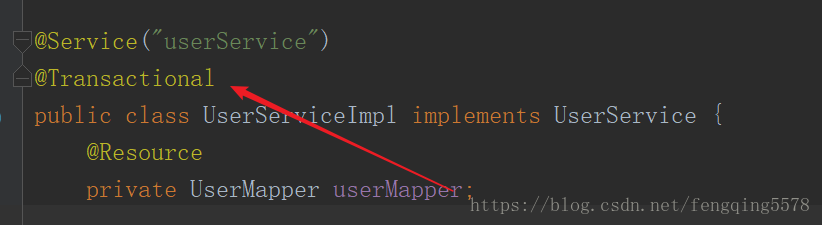 @Service("userService")
@Transactional
public class UserServiceImpl implements UserService {
@Resource
private UserMapper userMapper;
https://blog.csdn.net/fengqing5578